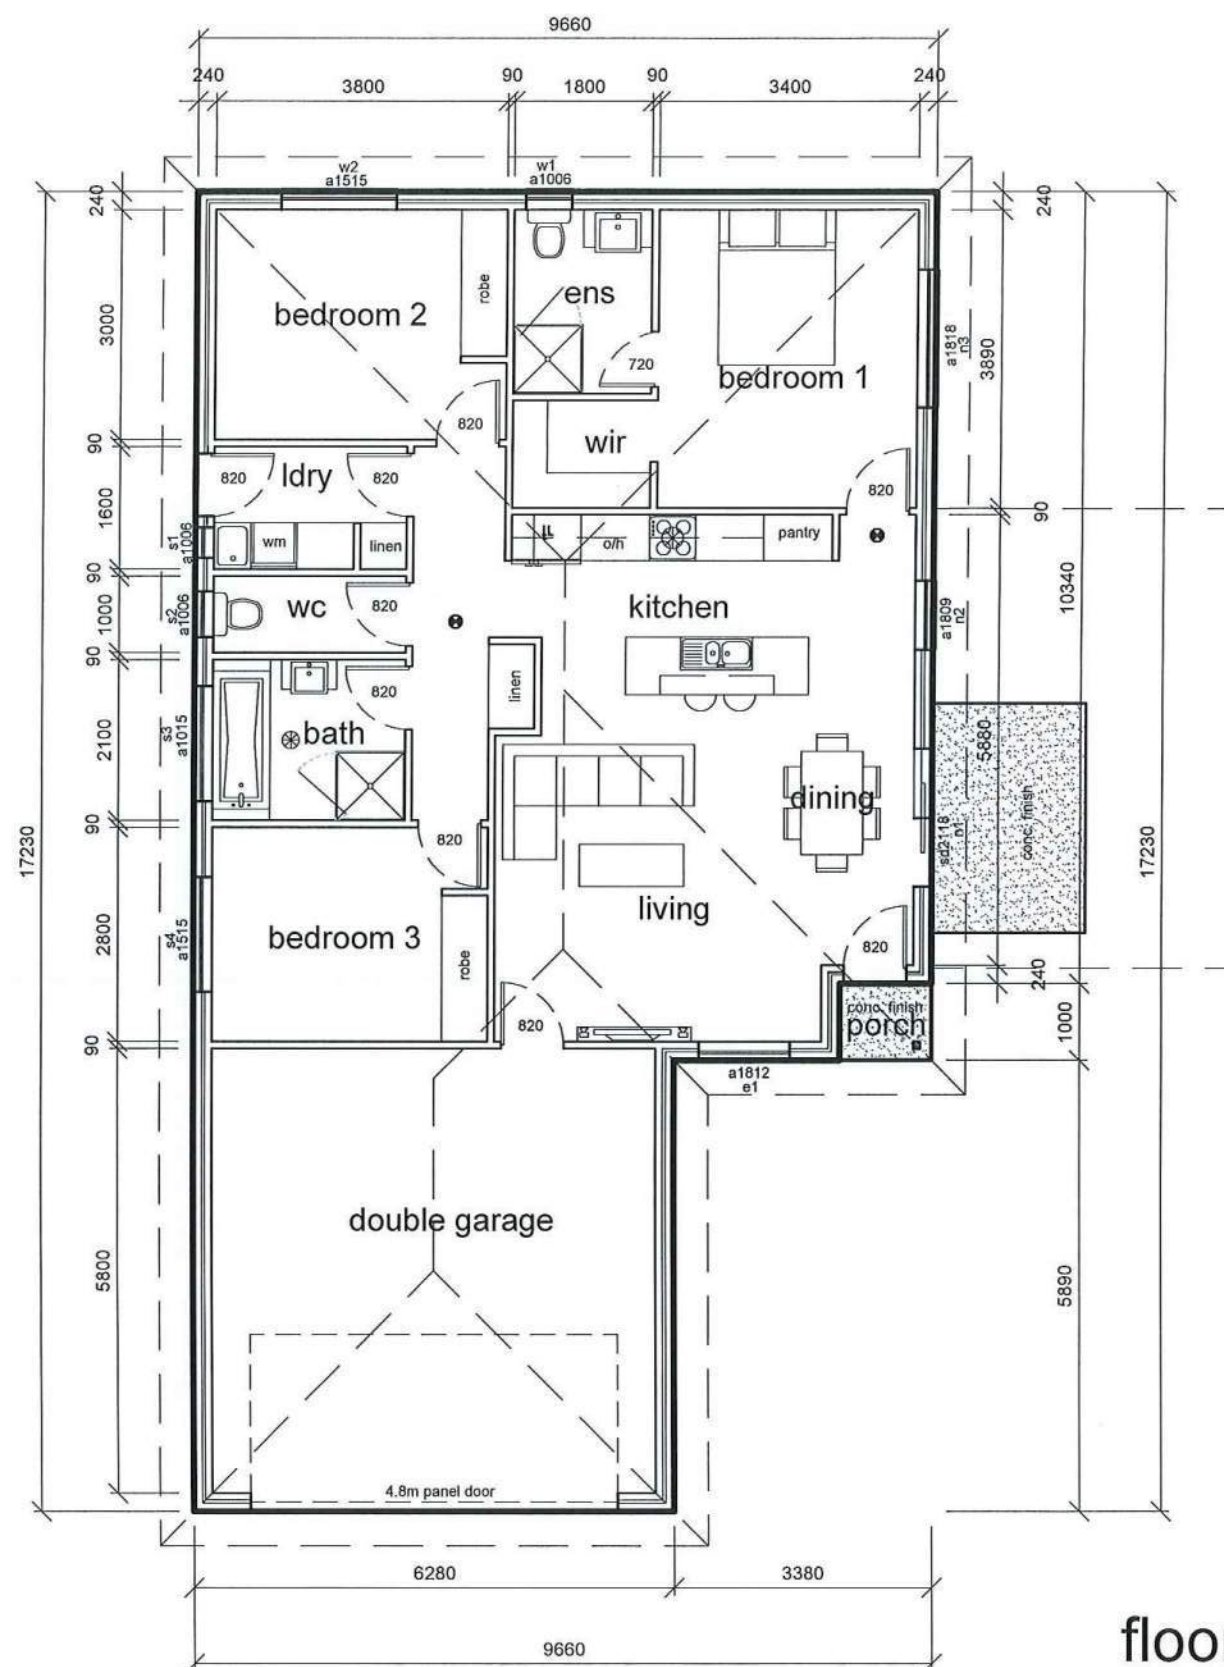 9660
240 3800 90 1800 90 3400 240
w2
a1515
w1
a1006
240
3000
90
1600
90
1000
90
2100
90
2800
90
5800
17230
240
3890
90
5880
240
10340
1000
5890
17230
bedroom 2
robe
ens
720
bedroom 1
a1818
n3
820
wir
820
820
ldry
820
820
s1
a1006
wm
linen
LL
o/h
pantry
s2
a1006
wc
820
kitchen
a1809
n2
linen
820
s3
a1015
bath
dining
sd2118
n1
conc. finish
820
living
s4
a1515
bedroom 3
robe
820
820
conc. finish
porch
a1812
e1
double garage
4.8m panel door
6280 3380
9660
floo